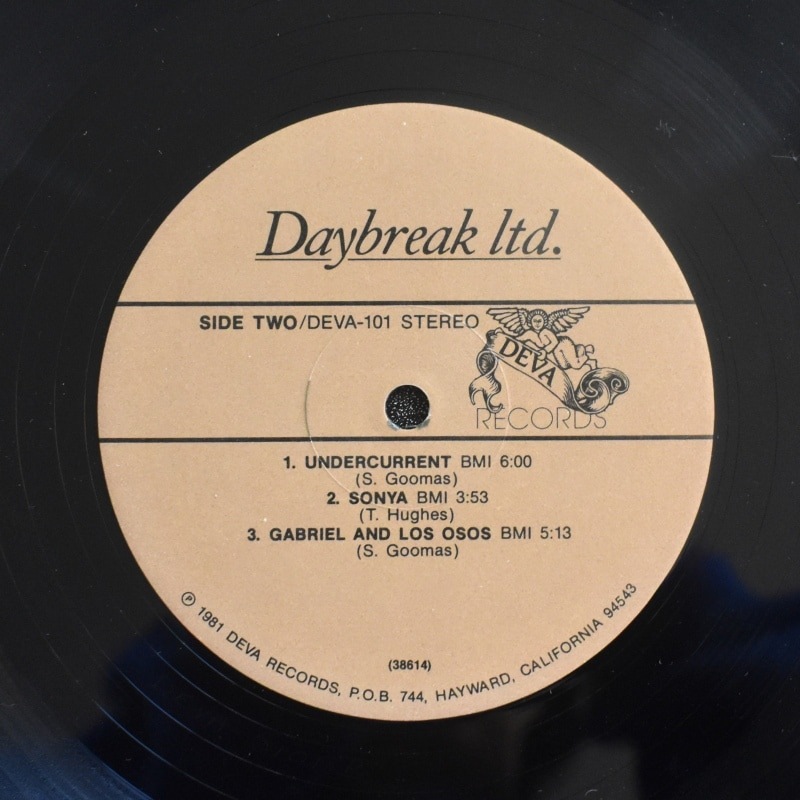 Daybreak ltd.
SIDE TWO/DEVA-101 STEREO
DEVA
RECORDS
1. UNDERCURRENT BMI 6:00
(S. Goomas)
2. SONYA BMI 3:53
(T. Hughes)
3. GABRIEL AND LOS OSOS BMI 5:13
(S. Goomas)
(38614)
℗ 1981 DEVA RECORDS, P.O.B. 744, HAYWARD, CALIFORNIA 94543